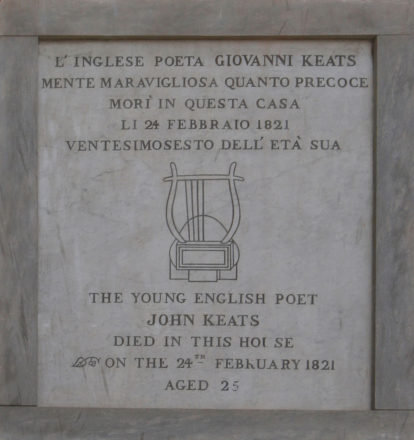 L' INGLESE POETA GIOVANNI KEATS
MENTE MARAVIGLIOSA QUANTO PRECOCE
MORÌ IN QUESTA CASA
LI 24 FEBBRAIO 1821
VENTESIMOSESTO DELL' ETÀ SUA
THE YOUNG ENGLISH POET
JOHN KEATS
DIED IN THIS HOUSE
ON THE 24TH FEBRUARY 1821
AGED 25